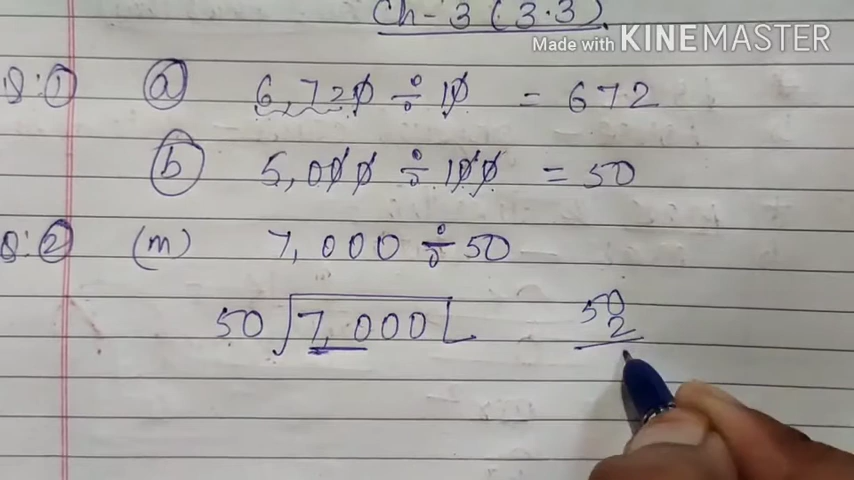 Ch-3 (3.3).
Made with KINEMASTER
Q:1 (a) 6,720 ÷ 10 = 672
(b) 5,000 ÷ 100 = 50
Q:2 (m) 7,000 ÷ 50
50 7,000 50
2